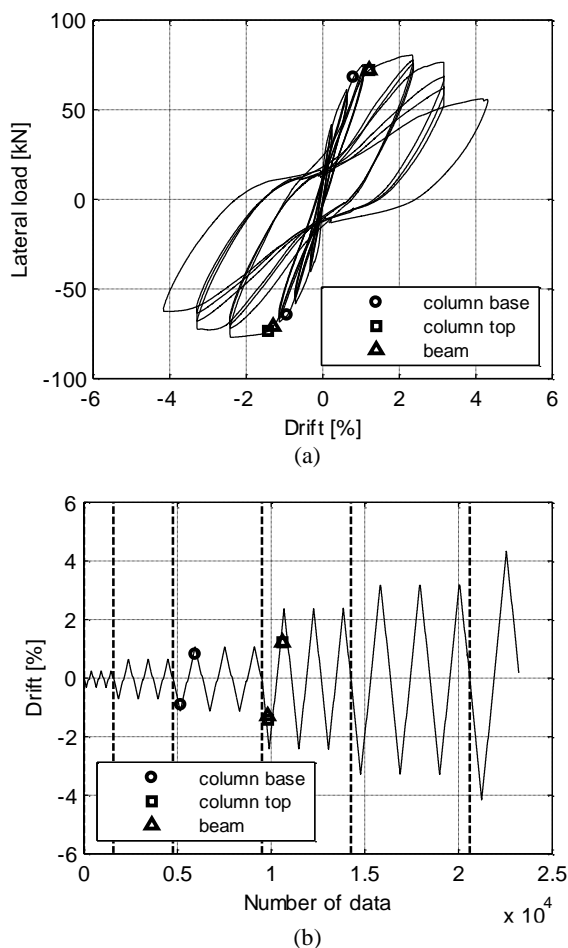 100
50
0
-50
-100
Lateral load [kN]
-6 -4 -2 0 2 4 6
Drift [%]
column base
column top
beam
(a)
6
4
2
0
-2
-4
-6
Drift [%]
0 0.5 1 1.5 2 2.5
x 10^4
Number of data
column base
column top
beam
(b)